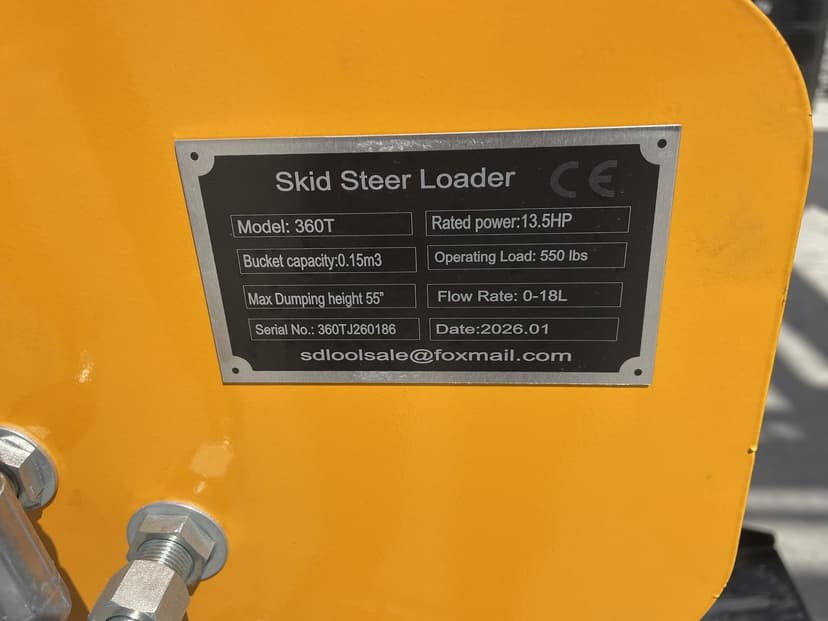 Skid Steer Loader CE
Model: 360T
Rated power:13.5HP
Bucket capacity:0.15m3
Operating Load: 550 lbs
Max Dumping height 55"
Flow Rate: 0-18L
Serial No.: 360TJ260186
Date:2026.01
sdloolsale@foxmail.com